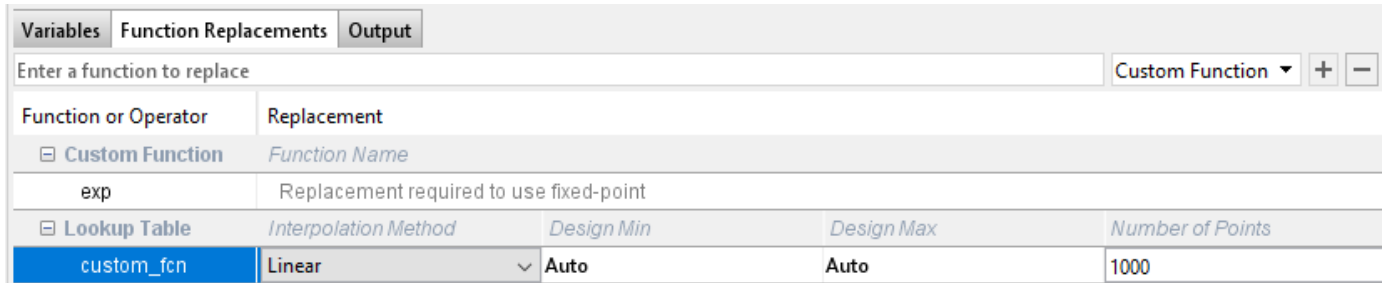 Variables Function Replacements Output
Enter a function to replace Custom Function
Function or Operator Replacement
Custom Function Function Name
exp Replacement required to use fixed-point
Lookup Table Interpolation Method Design Min Design Max Number of Points
custom_fcn Linear Auto Auto 1000